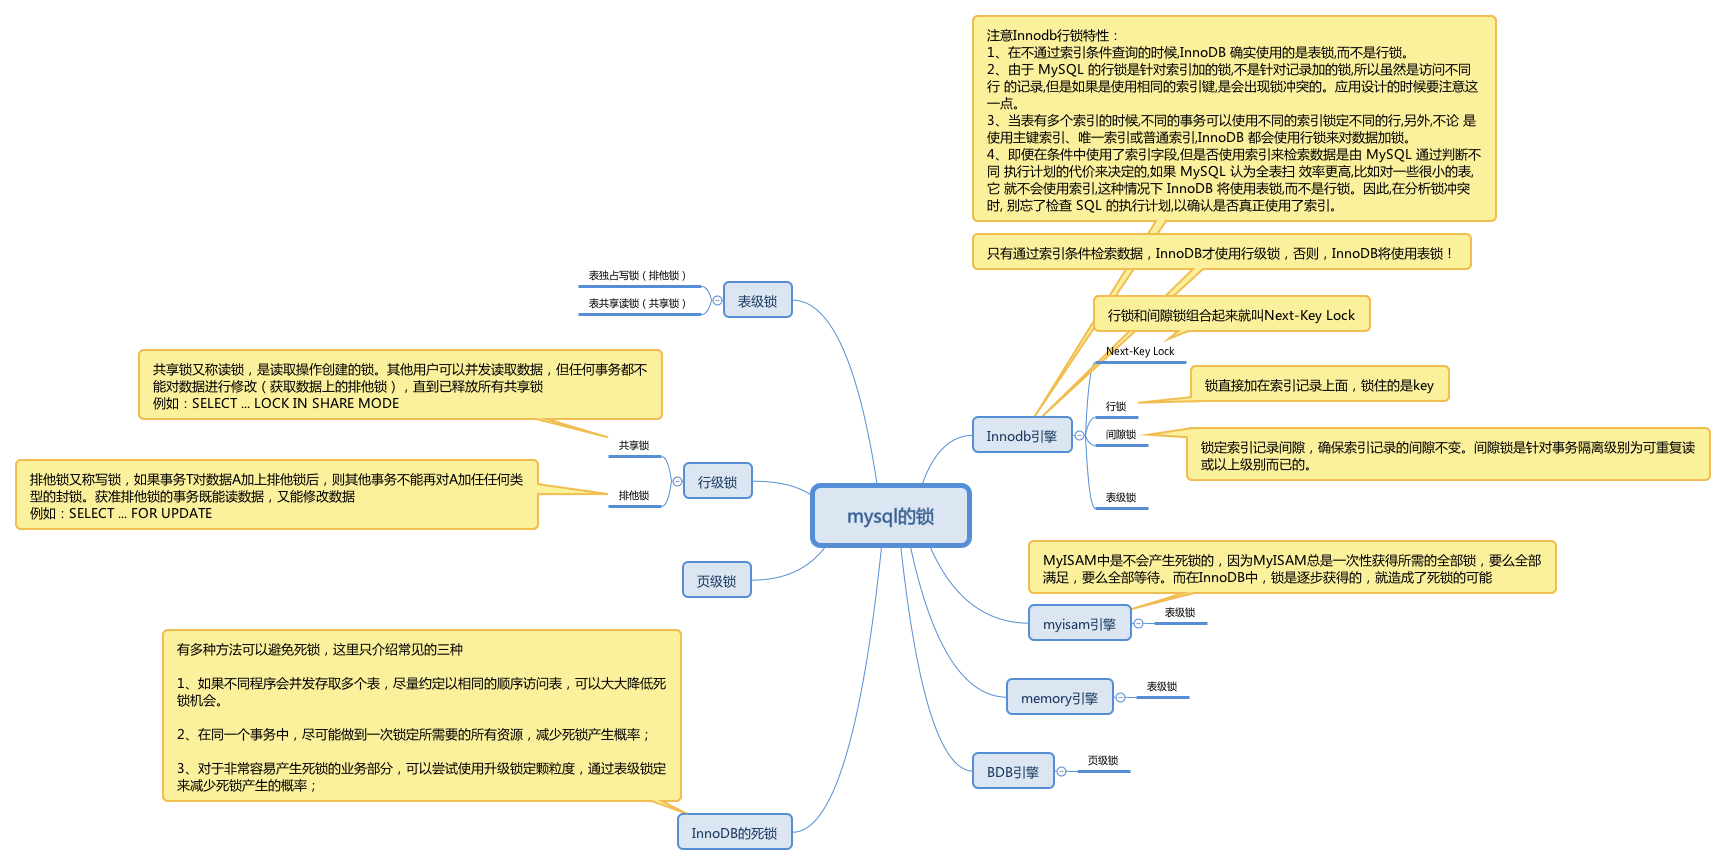 注意Innodb行锁特性：
1、在不通过索引条件查询的时候,InnoDB 确实使用的是表锁,而不是行锁。
2、由于 MySQL 的行锁是针对索引加的锁,不是针对记录加的锁,所以虽然是访问不同
行 的记录,但是如果是使用相同的索引键,是会出现锁冲突的。应用设计的时候要注意这
一点。
3、当表有多个索引的时候,不同的事务可以使用不同的索引锁定不同的行,另外,不论 是
使用主键索引、唯一索引或普通索引,InnoDB 都会使用行锁来对数据加锁。
4、即便在条件中使用了索引字段,但是否使用索引来检索数据是由 MySQL 通过判断不
同 执行计划的代价来决定的,如果 MySQL 认为全表扫 效率更高,比如对一些很小的表,
它 就不会使用索引,这种情况下 InnoDB 将使用表锁,而不是行锁。因此,在分析锁冲突
时, 别忘了检查 SQL 的执行计划,以确认是否真正使用了索引。
只有通过索引条件检索数据，InnoDB才使用行级锁，否则，InnoDB将使用表锁！
行锁和间隙锁组合起来就叫Next-Key Lock
Next-Key Lock
锁直接加在索引记录上面，锁住的是key
行锁
Innodb引擎
间隙锁
锁定索引记录间隙，确保索引记录的间隙不变。间隙锁是针对事务隔离级别为可重复读
或以上级别而已的。
表级锁
表独占写锁（排他锁）
表共享读锁（共享锁）
表级锁
共享锁又称读锁，是读取操作创建的锁。其他用户可以并发读取数据，但任何事务都不
能对数据进行修改（获取数据上的排他锁），直到已释放所有共享锁
例如：SELECT ... LOCK IN SHARE MODE
共享锁
行级锁
排他锁又称写锁，如果事务T对数据A加上排他锁后，则其他事务不能再对A加任任何类
型的封锁。获准排他锁的事务既能读数据，又能修改数据
例如：SELECT ... FOR UPDATE
排他锁
mysql的锁
页级锁
MyISAM中是不会产生死锁的，因为MyISAM总是一次性获得所需的全部锁，要么全部
满足，要么全部等待。而在InnoDB中，锁是逐步获得的，就造成了死锁的可能
myisam引擎
表级锁
memory引擎
表级锁
BDB引擎
页级锁
有多种方法可以避免死锁，这里只介绍常见的三种
1、如果不同程序会并发存取多个表，尽量约定以相同的顺序访问表，可以大大降低死
锁机会。
2、在同一个事务中，尽可能做到一次锁定所需要的所有资源，减少死锁产生概率；
3、对于非常容易产生死锁的业务部分，可以尝试使用升级锁定颗粒度，通过表级锁定
来减少死锁产生的概率；
InnoDB的死锁